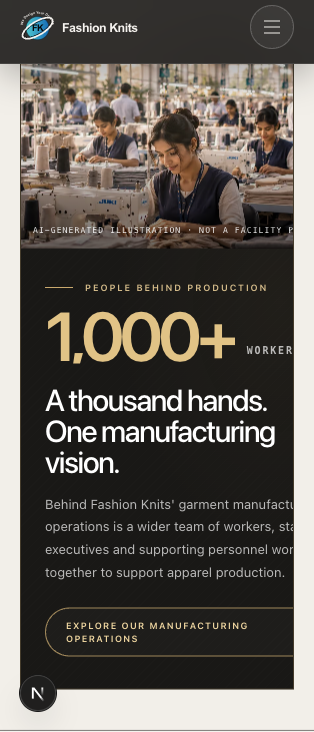 Fashion Knits
FK
AI-GENERATED ILLUSTRATION · NOT A FACILITY P
PEOPLE BEHIND PRODUCTION
1,000+ WORKER
A thousand hands.
One manufacturing
vision.
Behind Fashion Knits' garment manufactu
operations is a wider team of workers, sta
executives and supporting personnel wor
together to support apparel production.
EXPLORE OUR MANUFACTURING
OPERATIONS
N